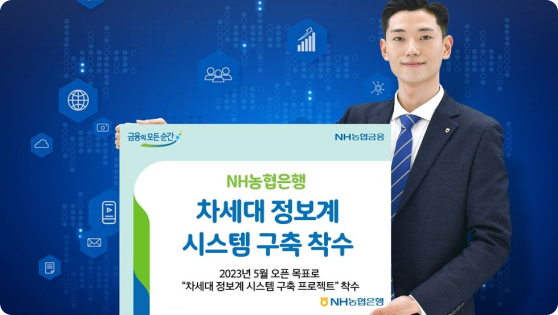 금융의 모든 순간
NH농협금융
NH농협은행
차세대 정보계
시스템 구축 착수
2023년 5월 오픈 목표로
“차세대 정보계 시스템 구축 프로젝트” 착수
NH농협은행